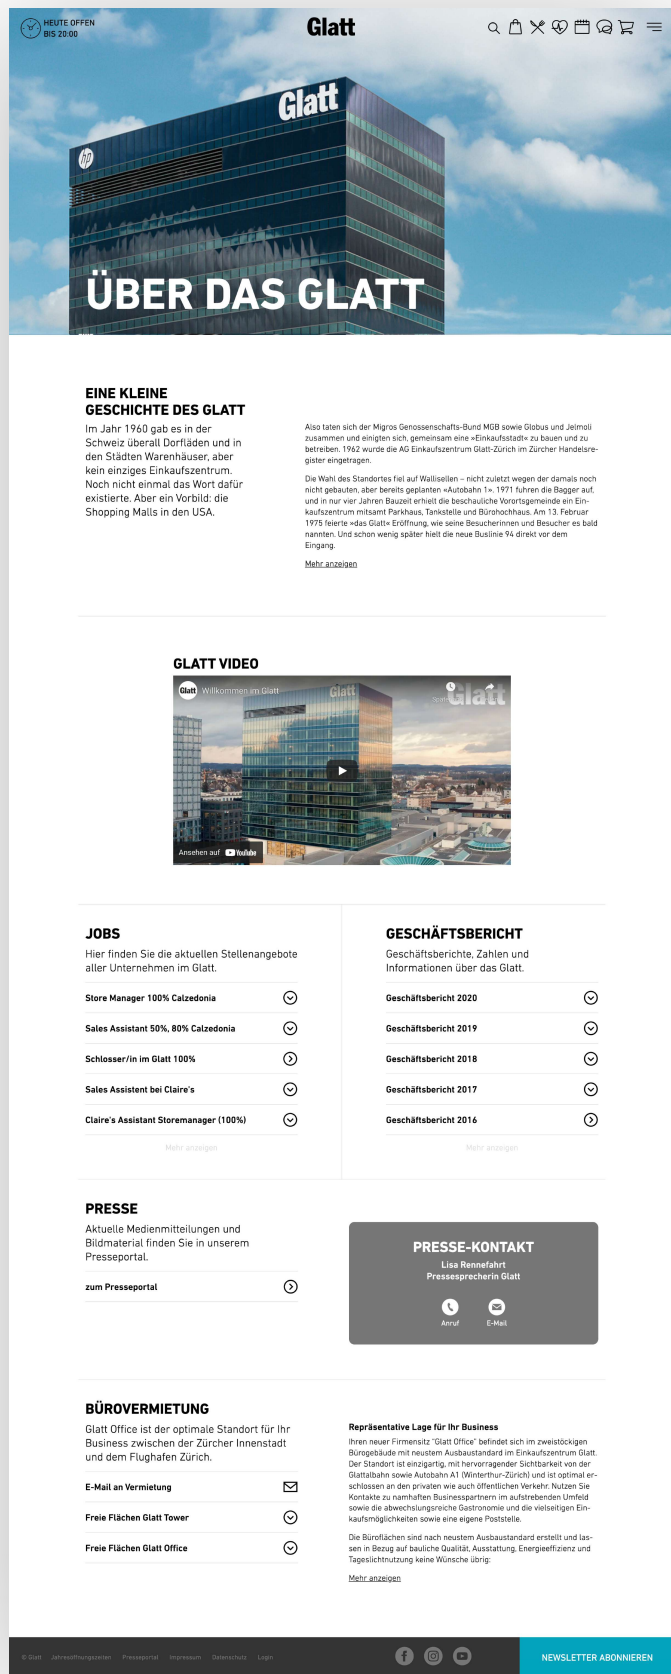 HEUTE OFFEN
BIS 20:00
Glatt
Glatt
hp
ÜBER DAS GLATT
EINE KLEINE
GESCHICHTE DES GLATT
Im Jahr 1960 gab es in der
Schweiz überall Dorfläden und in
den Städten Warenhäuser, aber
kein einziges Einkaufszentrum.
Noch nicht einmal das Wort dafür
existierte. Aber ein Vorbild: die
Shopping Malls in den USA.
Also taten sich der Migros Genossenschafts-Bund MGB sowie Globus und Jelmoli
zusammen und einigten sich, gemeinsam eine »Einkaufsstadt« zu bauen und zu
betreiben. 1962 wurde die AG Einkaufszentrum Glatt-Zürich im Zürcher Handelsre-
gister eingetragen.
Die Wahl des Standortes fiel auf Wallisellen – nicht zuletzt wegen der damals noch
nicht gebauten, aber bereits geplanten «Autobahn 1». 1971 fuhren die Bagger auf,
und in nur vier Jahren Bauzeit erhielt die beschauliche Vorortsgemeinde ein Ein-
kaufszentrum mitsamt Parkhaus, Tankstelle und Bürohochhaus. Am 13. Februar
1975 feierte »das Glatt« Eröffnung, wie seine Besucherinnen und Besucher es bald
nannten. Und schon wenig später hielt die neue Buslinie 94 direkt vor dem
Eingang.
Mehr anzeigen
GLATT VIDEO
Glatt
Willkommen im Glatt
Glatt
Glatt
Ansehen auf YouTube
JOBS
Hier finden Sie die aktuellen Stellenangebote
aller Unternehmen im Glatt.
Store Manager 100% Calzedonia
Sales Assistant 50%, 80% Calzedonia
Schlosser/in im Glatt 100%
Sales Assistent bei Claire's
Claire's Assistant Storemanager (100%)
Mehr anzeigen
GESCHÄFTSBERICHT
Geschäftsberichte, Zahlen und
Informationen über das Glatt.
Geschäftsbericht 2020
Geschäftsbericht 2019
Geschäftsbericht 2018
Geschäftsbericht 2017
Geschäftsbericht 2016
Mehr anzeigen
PRESSE
Aktuelle Medienmitteilungen und
Bildmaterial finden Sie in unserem
Presseportal.
zum Presseportal
PRESSE-KONTAKT
Lisa Rennefahrt
Pressesprecherin Glatt
Anruf
E-Mail
BÜROVERMIETUNG
Glatt Office ist der optimale Standort für Ihr
Business zwischen der Zürcher Innenstadt
und dem Flughafen Zürich.
E-Mail an Vermietung
Freie Flächen Glatt Tower
Freie Flächen Glatt Office
Repräsentative Lage für Ihr Business
Ihren neuer Firmensitz "Glatt Office" befindet sich im zweistöckigen
Bürogebäude mit neustem Ausbaustandard im Einkaufszentrum Glatt.
Der Standort ist einzigartig, mit hervorragender Sichtbarkeit von der
Glattalbahn sowie Autobahn A1 (Winterthur-Zürich) und ist optimal er-
schlossen an den privaten wie auch öffentlichen Verkehr. Nutzen Sie
Kontakte zu namhaften Businesspartnern im aufstrebenden Umfeld
sowie die abwechslungsreiche Gastronomie und die vielseitigen Ein-
kaufsmöglichkeiten sowie eine eigene Poststelle.
Die Büroflächen sind nach neustem Ausbaustandard erstellt und las-
sen in Bezug auf bauliche Qualität, Ausstattung, Energieeffizienz und
Tageslichtnutzung keine Wünsche übrig:
Mehr anzeigen
© Glatt Jahresöffnungszeiten Presseportal Impressum Datenschutz Login
NEWSLETTER ABONNIEREN